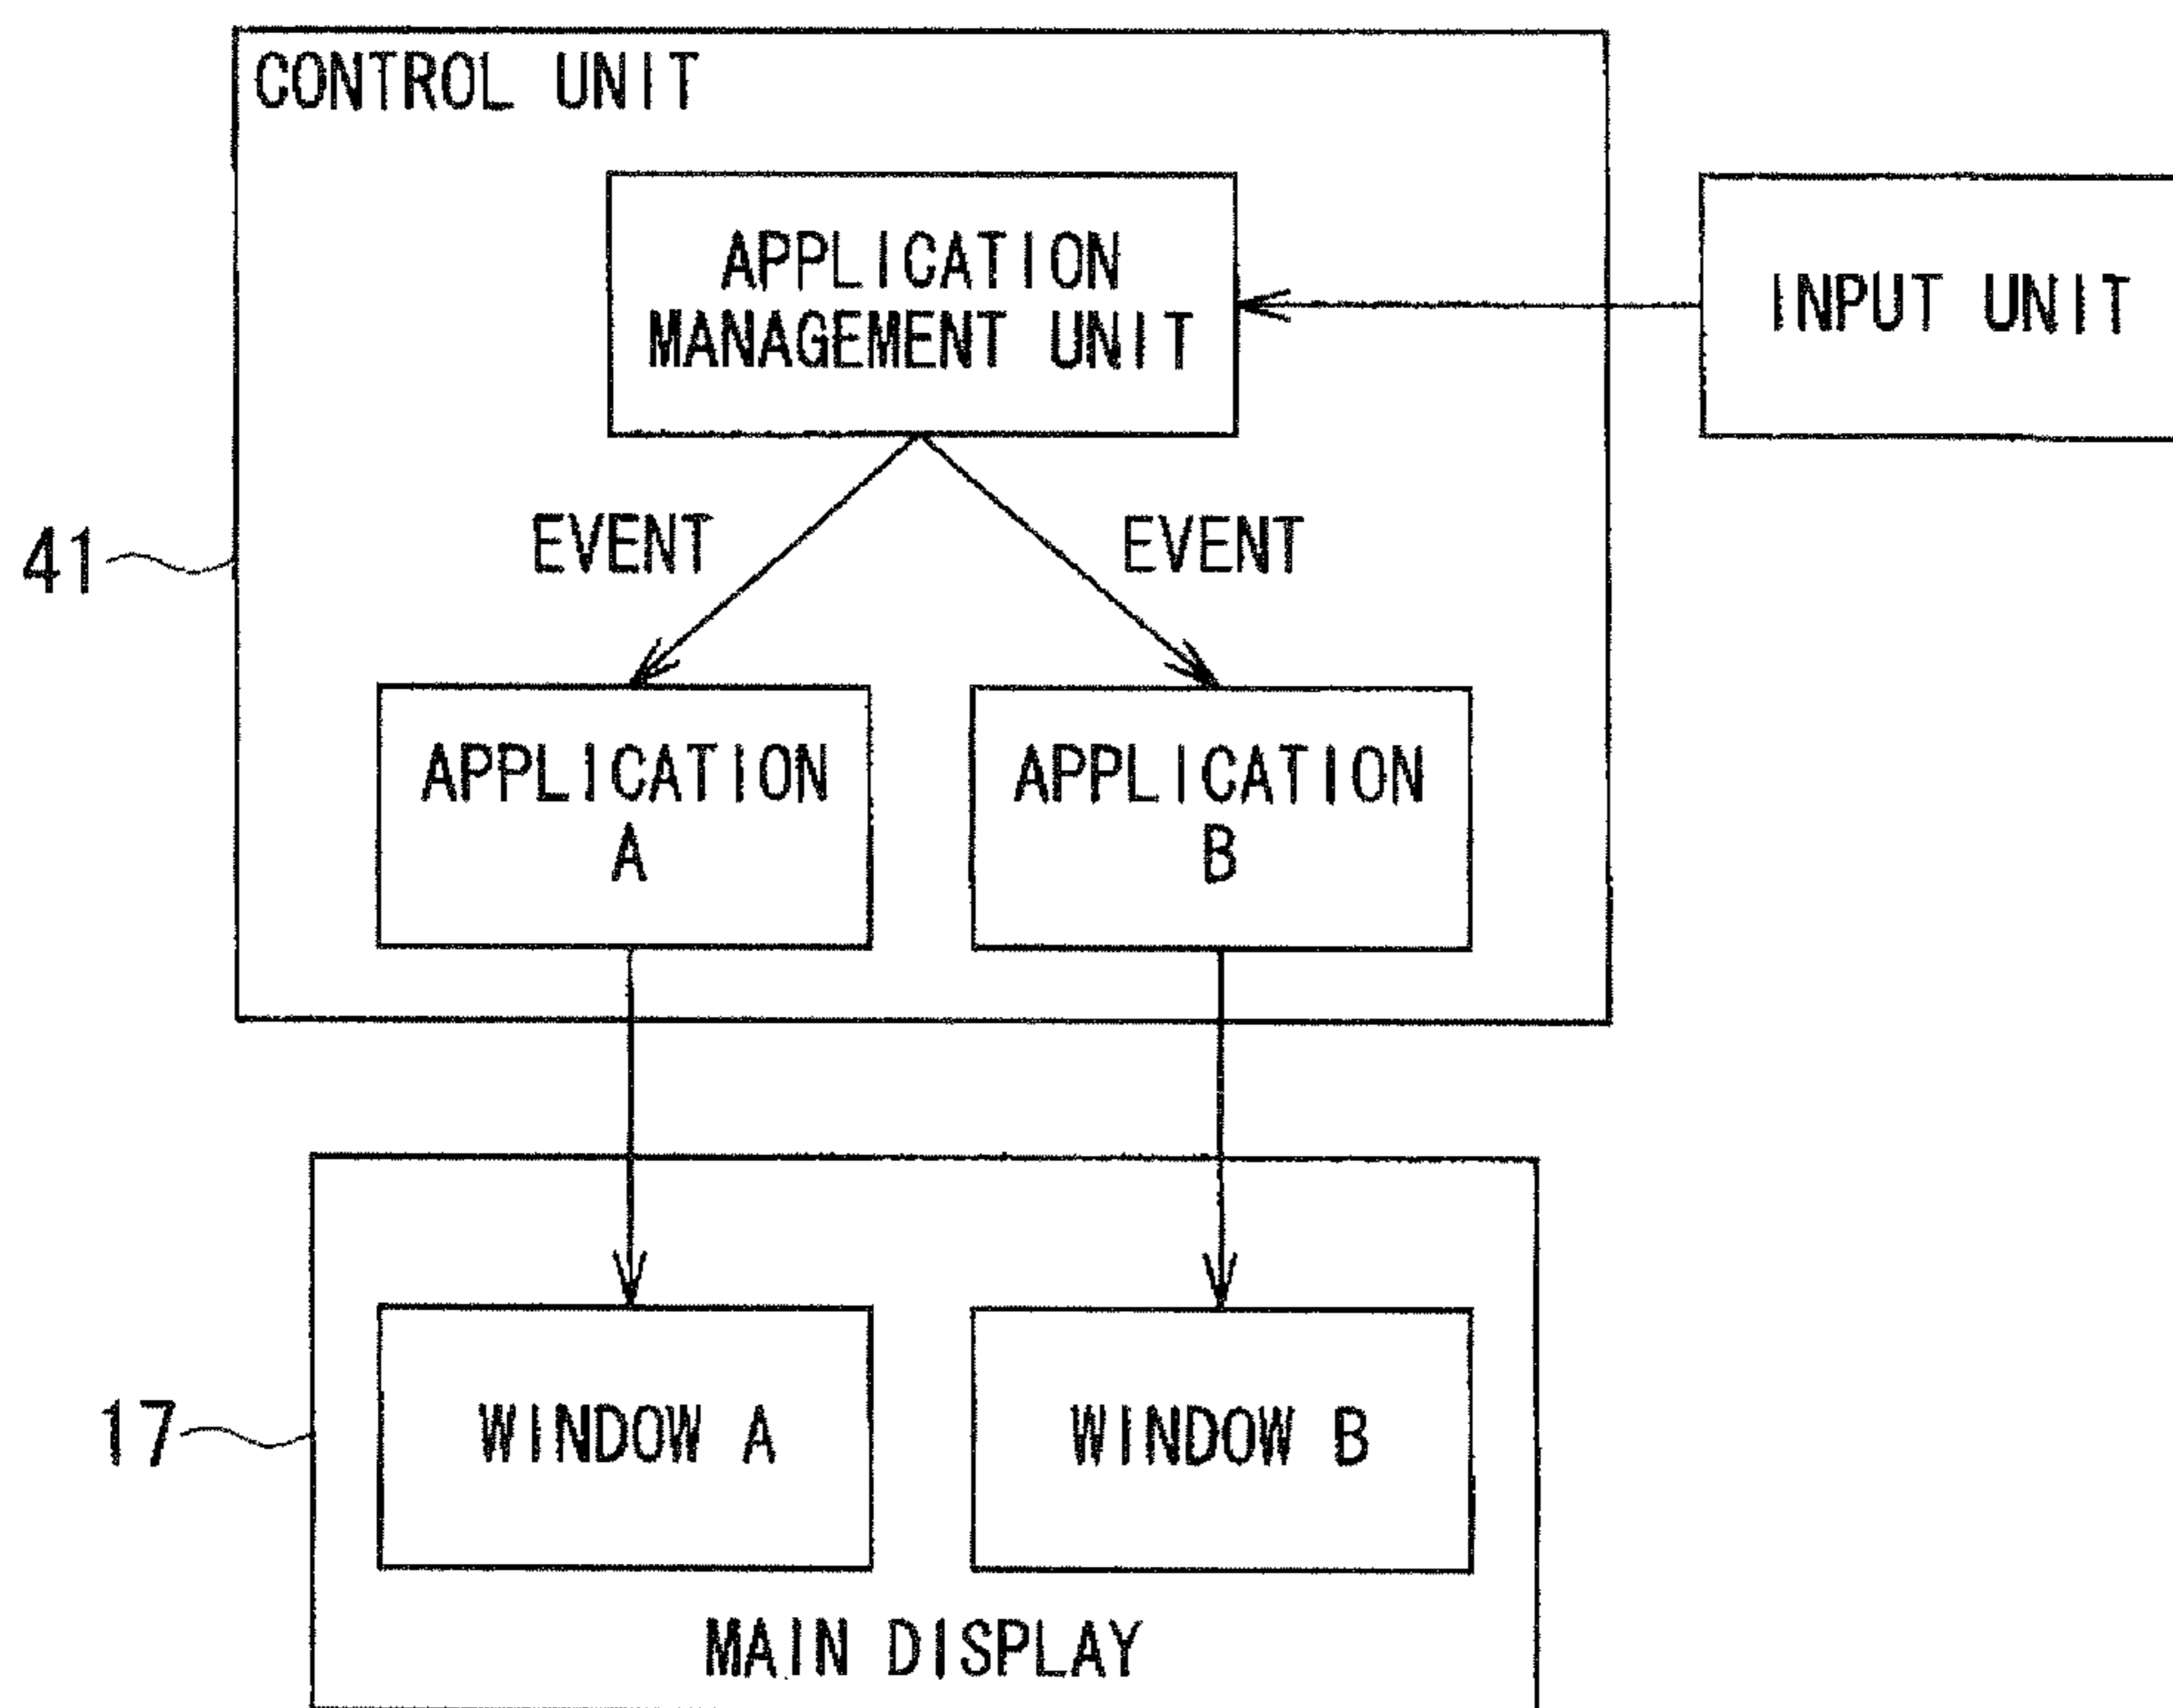 CONTROL UNIT
APPLICATION
MANAGEMENT UNIT
INPUT UNIT
EVENT
EVENT
41
APPLICATION
A
APPLICATION
B
17
WINDOW A
WINDOW B
MAIN DISPLAY